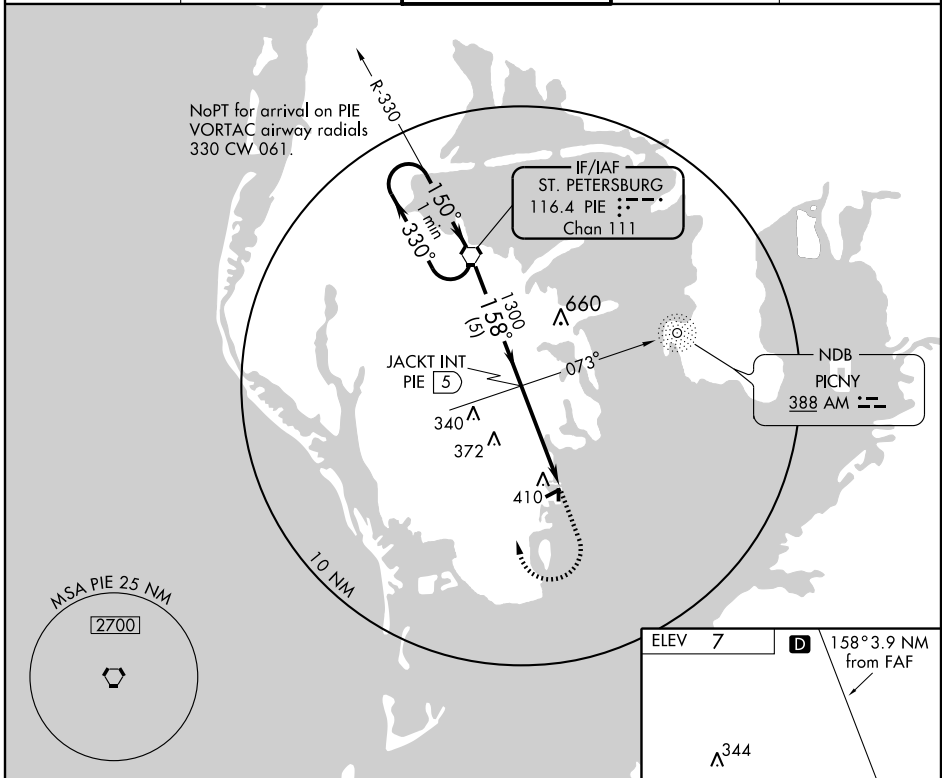 R-330
NoPT for arrival on PIE
VORTAC airway radials
330 CW 061.
IF/IAF
ST. PETERSBURG
116.4 PIE
Chan 111
150°
1 min
330°
1300
158°
(5)
660
JACKT INT
PIE 5
073°
NDB
PICNY
388 AM
340
372
410
10 NM
MSA PIE 25 NM
2700
ELEV 7
D
158° 3.9 NM
from FAF
344